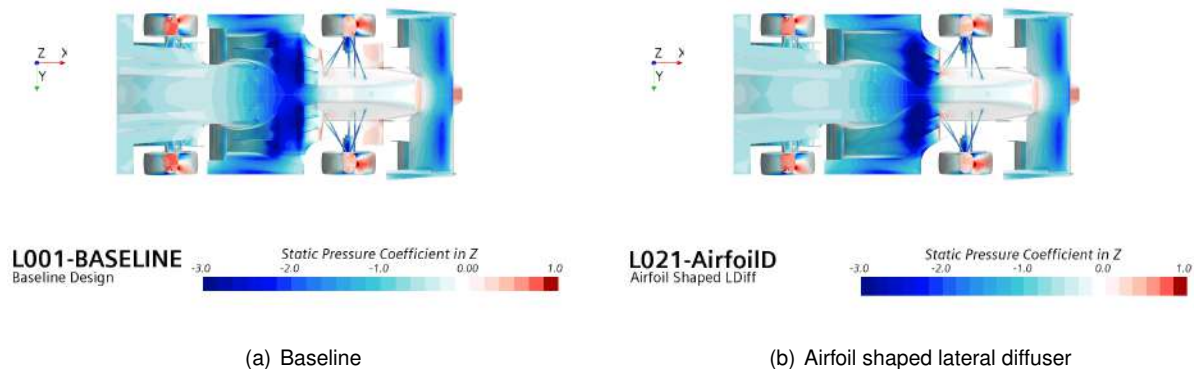 Z X
Y
Z X
Y
L001-BASELINE
Baseline Design
Static Pressure Coefficient in Z
-3.0 -2.0 -1.0 0.00 1.0
L021-AirfoilD
Airfoil Shaped LDiff
Static Pressure Coefficient in Z
-3.0 -2.0 -1.0 0.0 1.0
(a) Baseline
(b) Airfoil shaped lateral diffuser